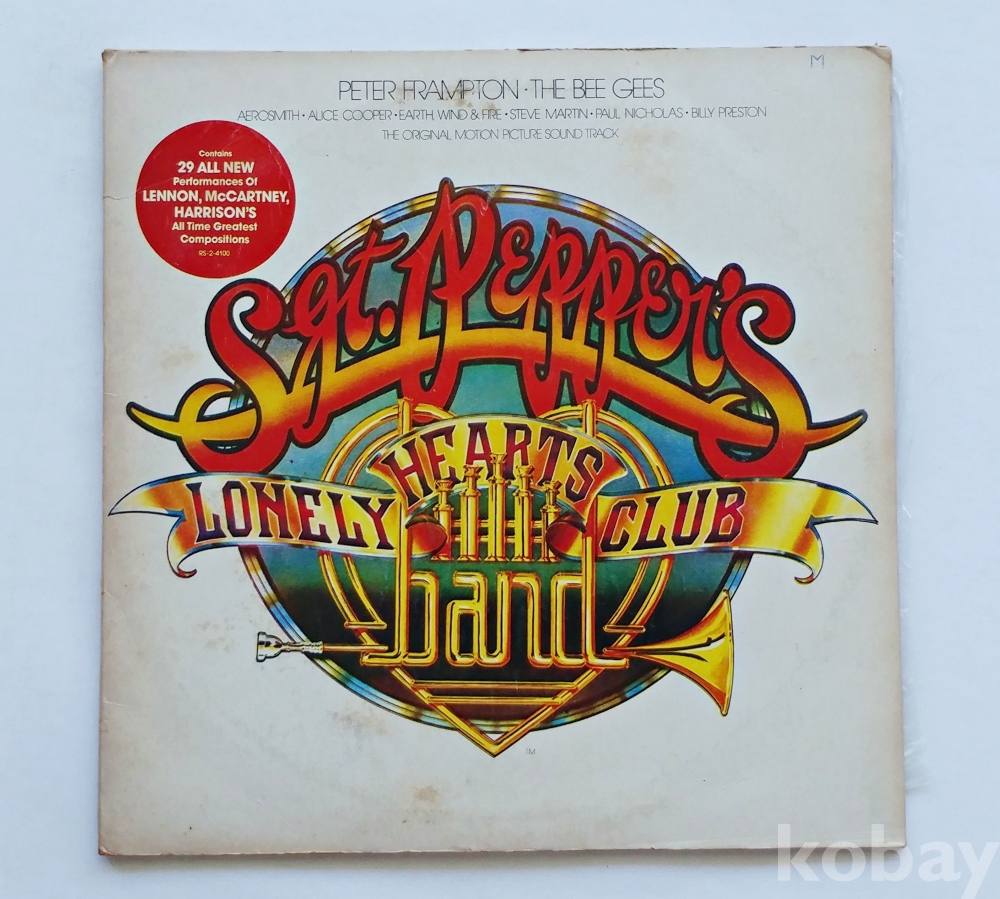 M
PETER FRAMPTON • THE BEE GEES
AEROSMITH • ALICE COOPER • EARTH, WIND & FIRE • STEVE MARTIN • PAUL NICHOLAS • BILLY PRESTON
THE ORIGINAL MOTION PICTURE SOUND TRACK
Contains
29 ALL NEW
Performances Of
LENNON, McCARTNEY,
HARRISON'S
All Time Greatest
Compositions
RS-2-4100
Sgt. Pepper's
LONELY HEARTS CLUB
band
TM
kobay